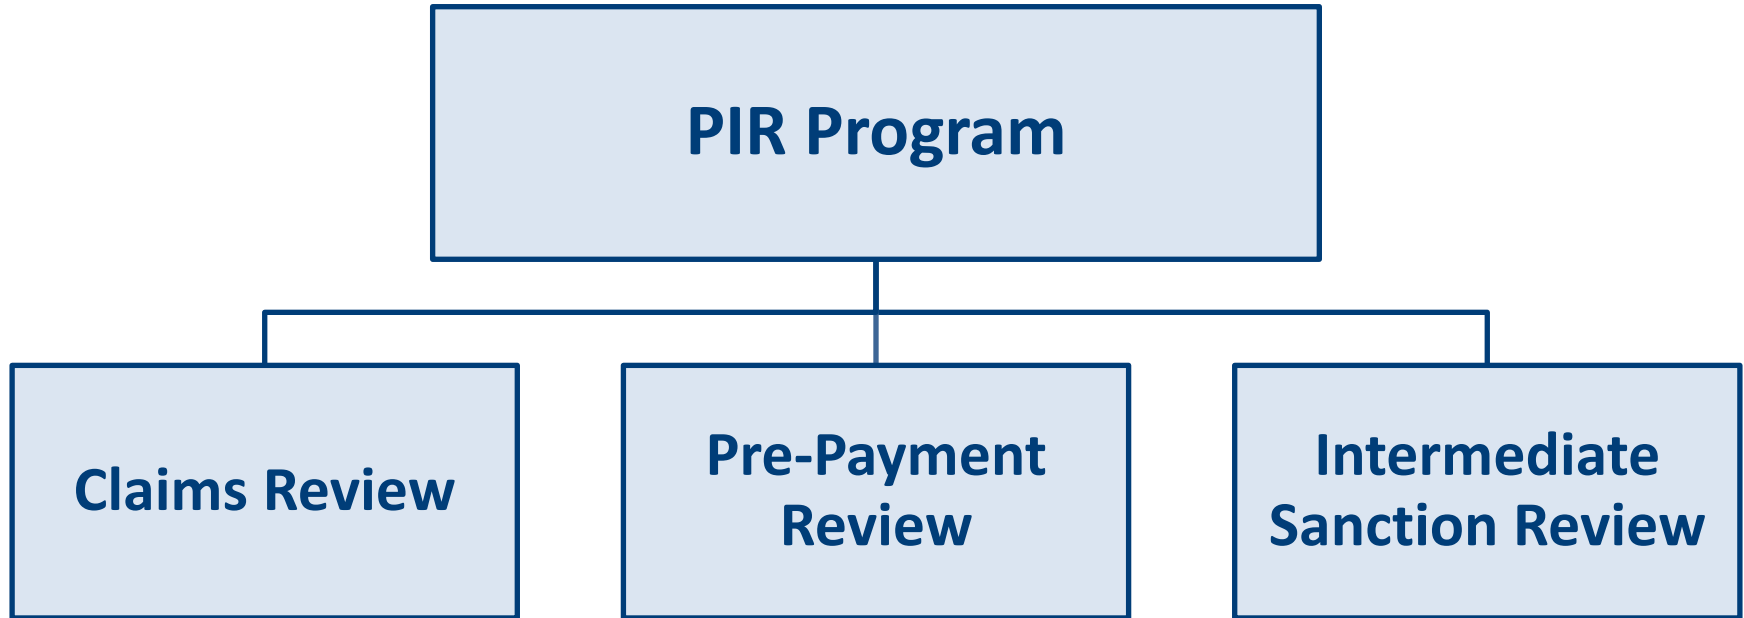 PIR Program
Claims Review
Pre-Payment
Review
Intermediate
Sanction Review